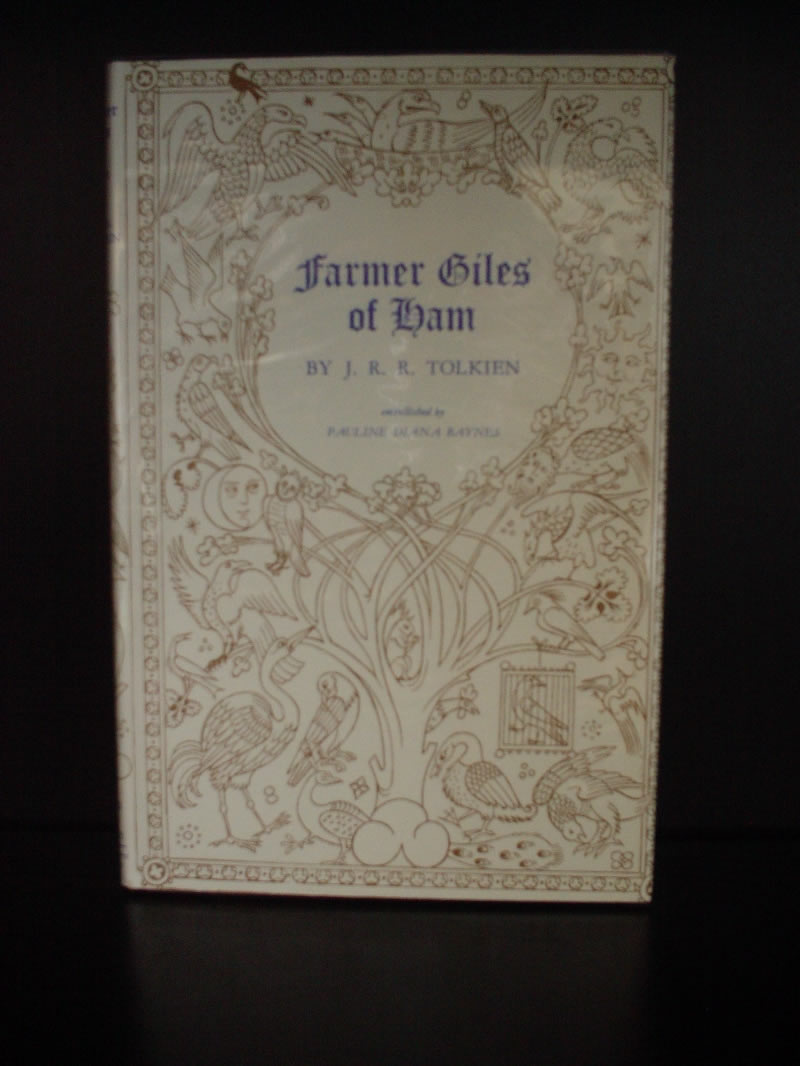 Farmer Giles
of Ham
BY J. R. R. TOLKIEN
embellished by
PAULINE DIANA BAYNES